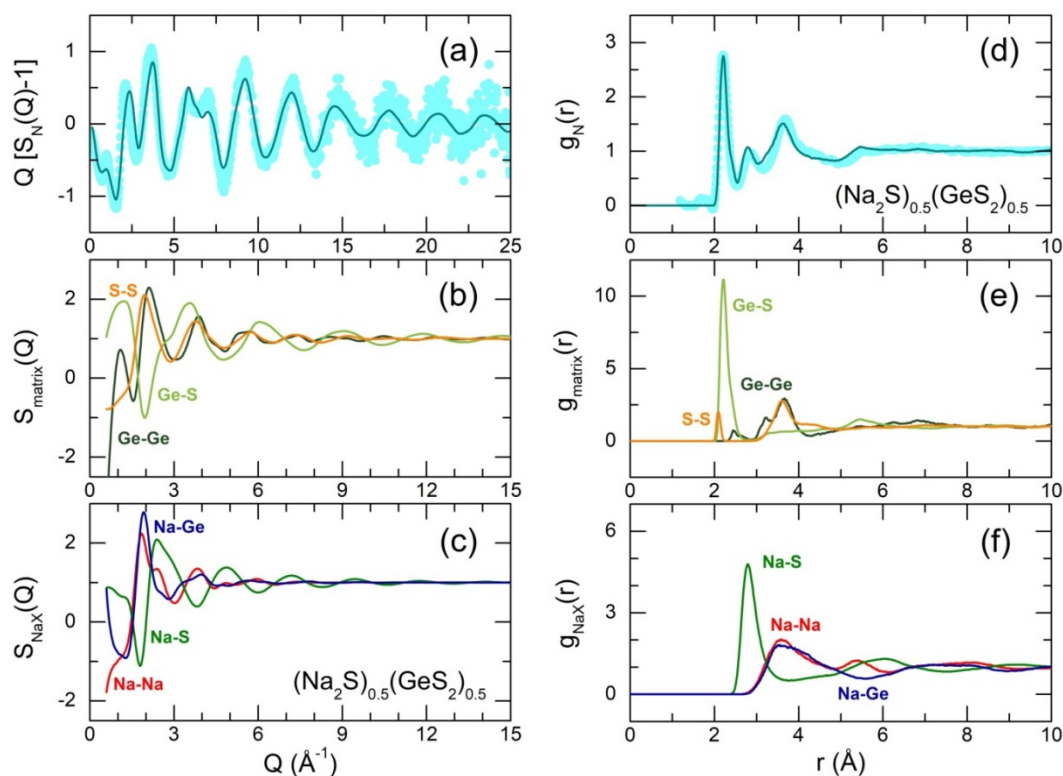 (a)
Q [S_N(Q)-1]
1
0
-1
0 5 10 15 20 25
(b)
S_matrix(Q)
2
0
-2
S-S
Ge-S
Ge-Ge
0 3 6 9 12 15
(c)
S_NaX(Q)
2
0
-2
Na-Ge
Na-S
Na-Na
(Na₂S)₀.₅(GeS₂)₀.₅
0 3 6 9 12 15
Q (Å⁻¹)
(d)
g_N(r)
3
2
1
0
(Na₂S)₀.₅(GeS₂)₀.₅
0 2 4 6 8 10
(e)
g_matrix(r)
10
5
0
Ge-S
Ge-Ge
S-S
0 2 4 6 8 10
(f)
g_NaX(r)
6
4
2
0
Na-S
Na-Na
Na-Ge
0 2 4 6 8 10
r (Å)